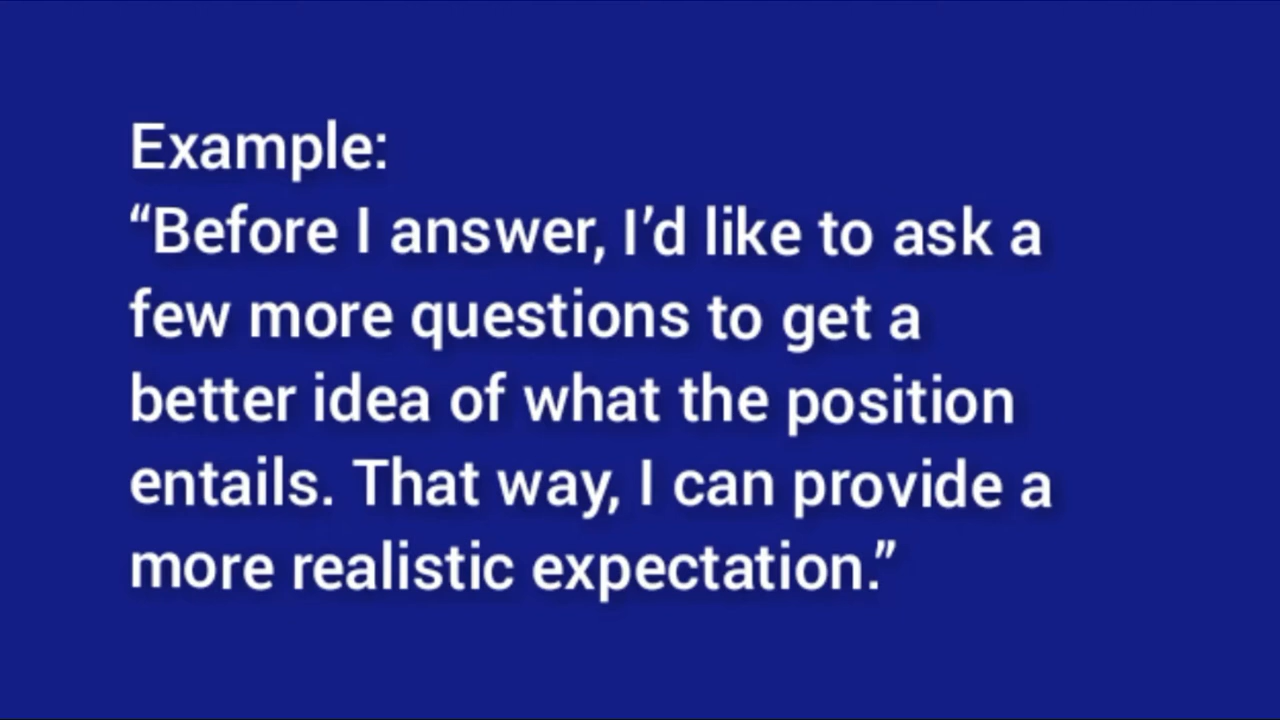 Example:
“Before I answer, I’d like to ask a
few more questions to get a
better idea of what the position
entails. That way, I can provide a
more realistic expectation.”